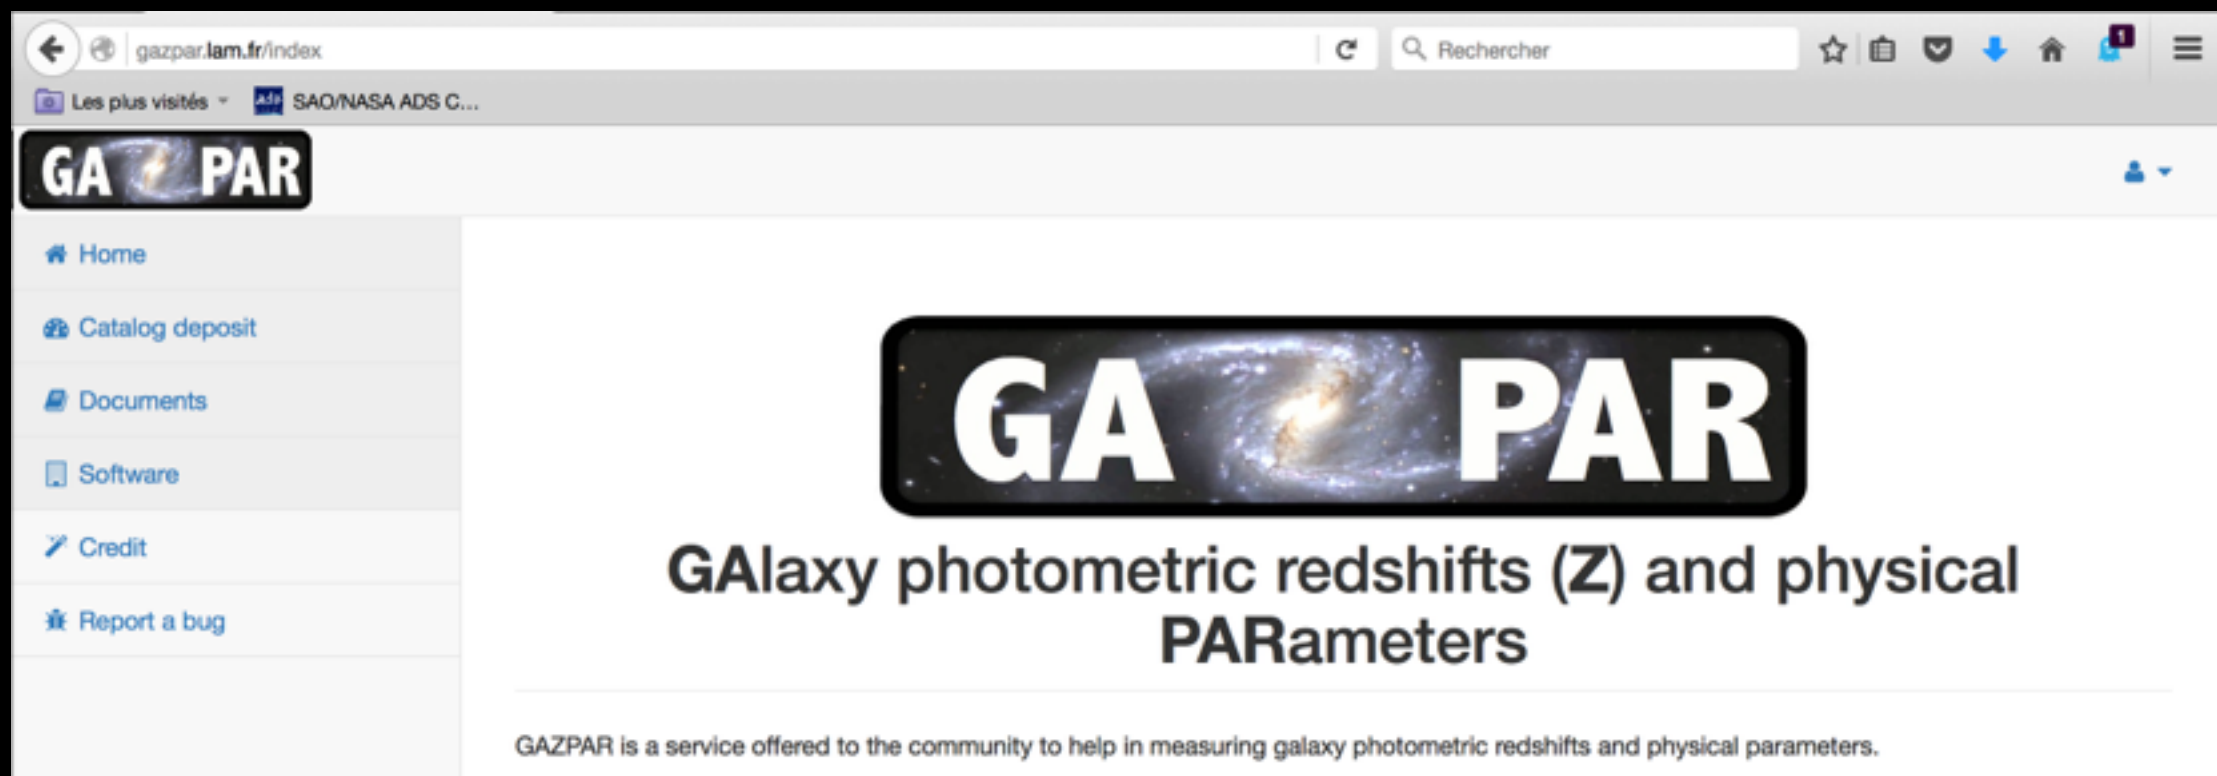 gazpar.lam.fr/index
Rechercher
1
Les plus visités
SAO/NASA ADS C...
GA PAR
Home
Catalog deposit
Documents
Software
Credit
Report a bug
GA PAR
GAlaxy photometric redshifts (Z) and physical
PARameters
GAZPAR is a service offered to the community to help in measuring galaxy photometric redshifts and physical parameters.